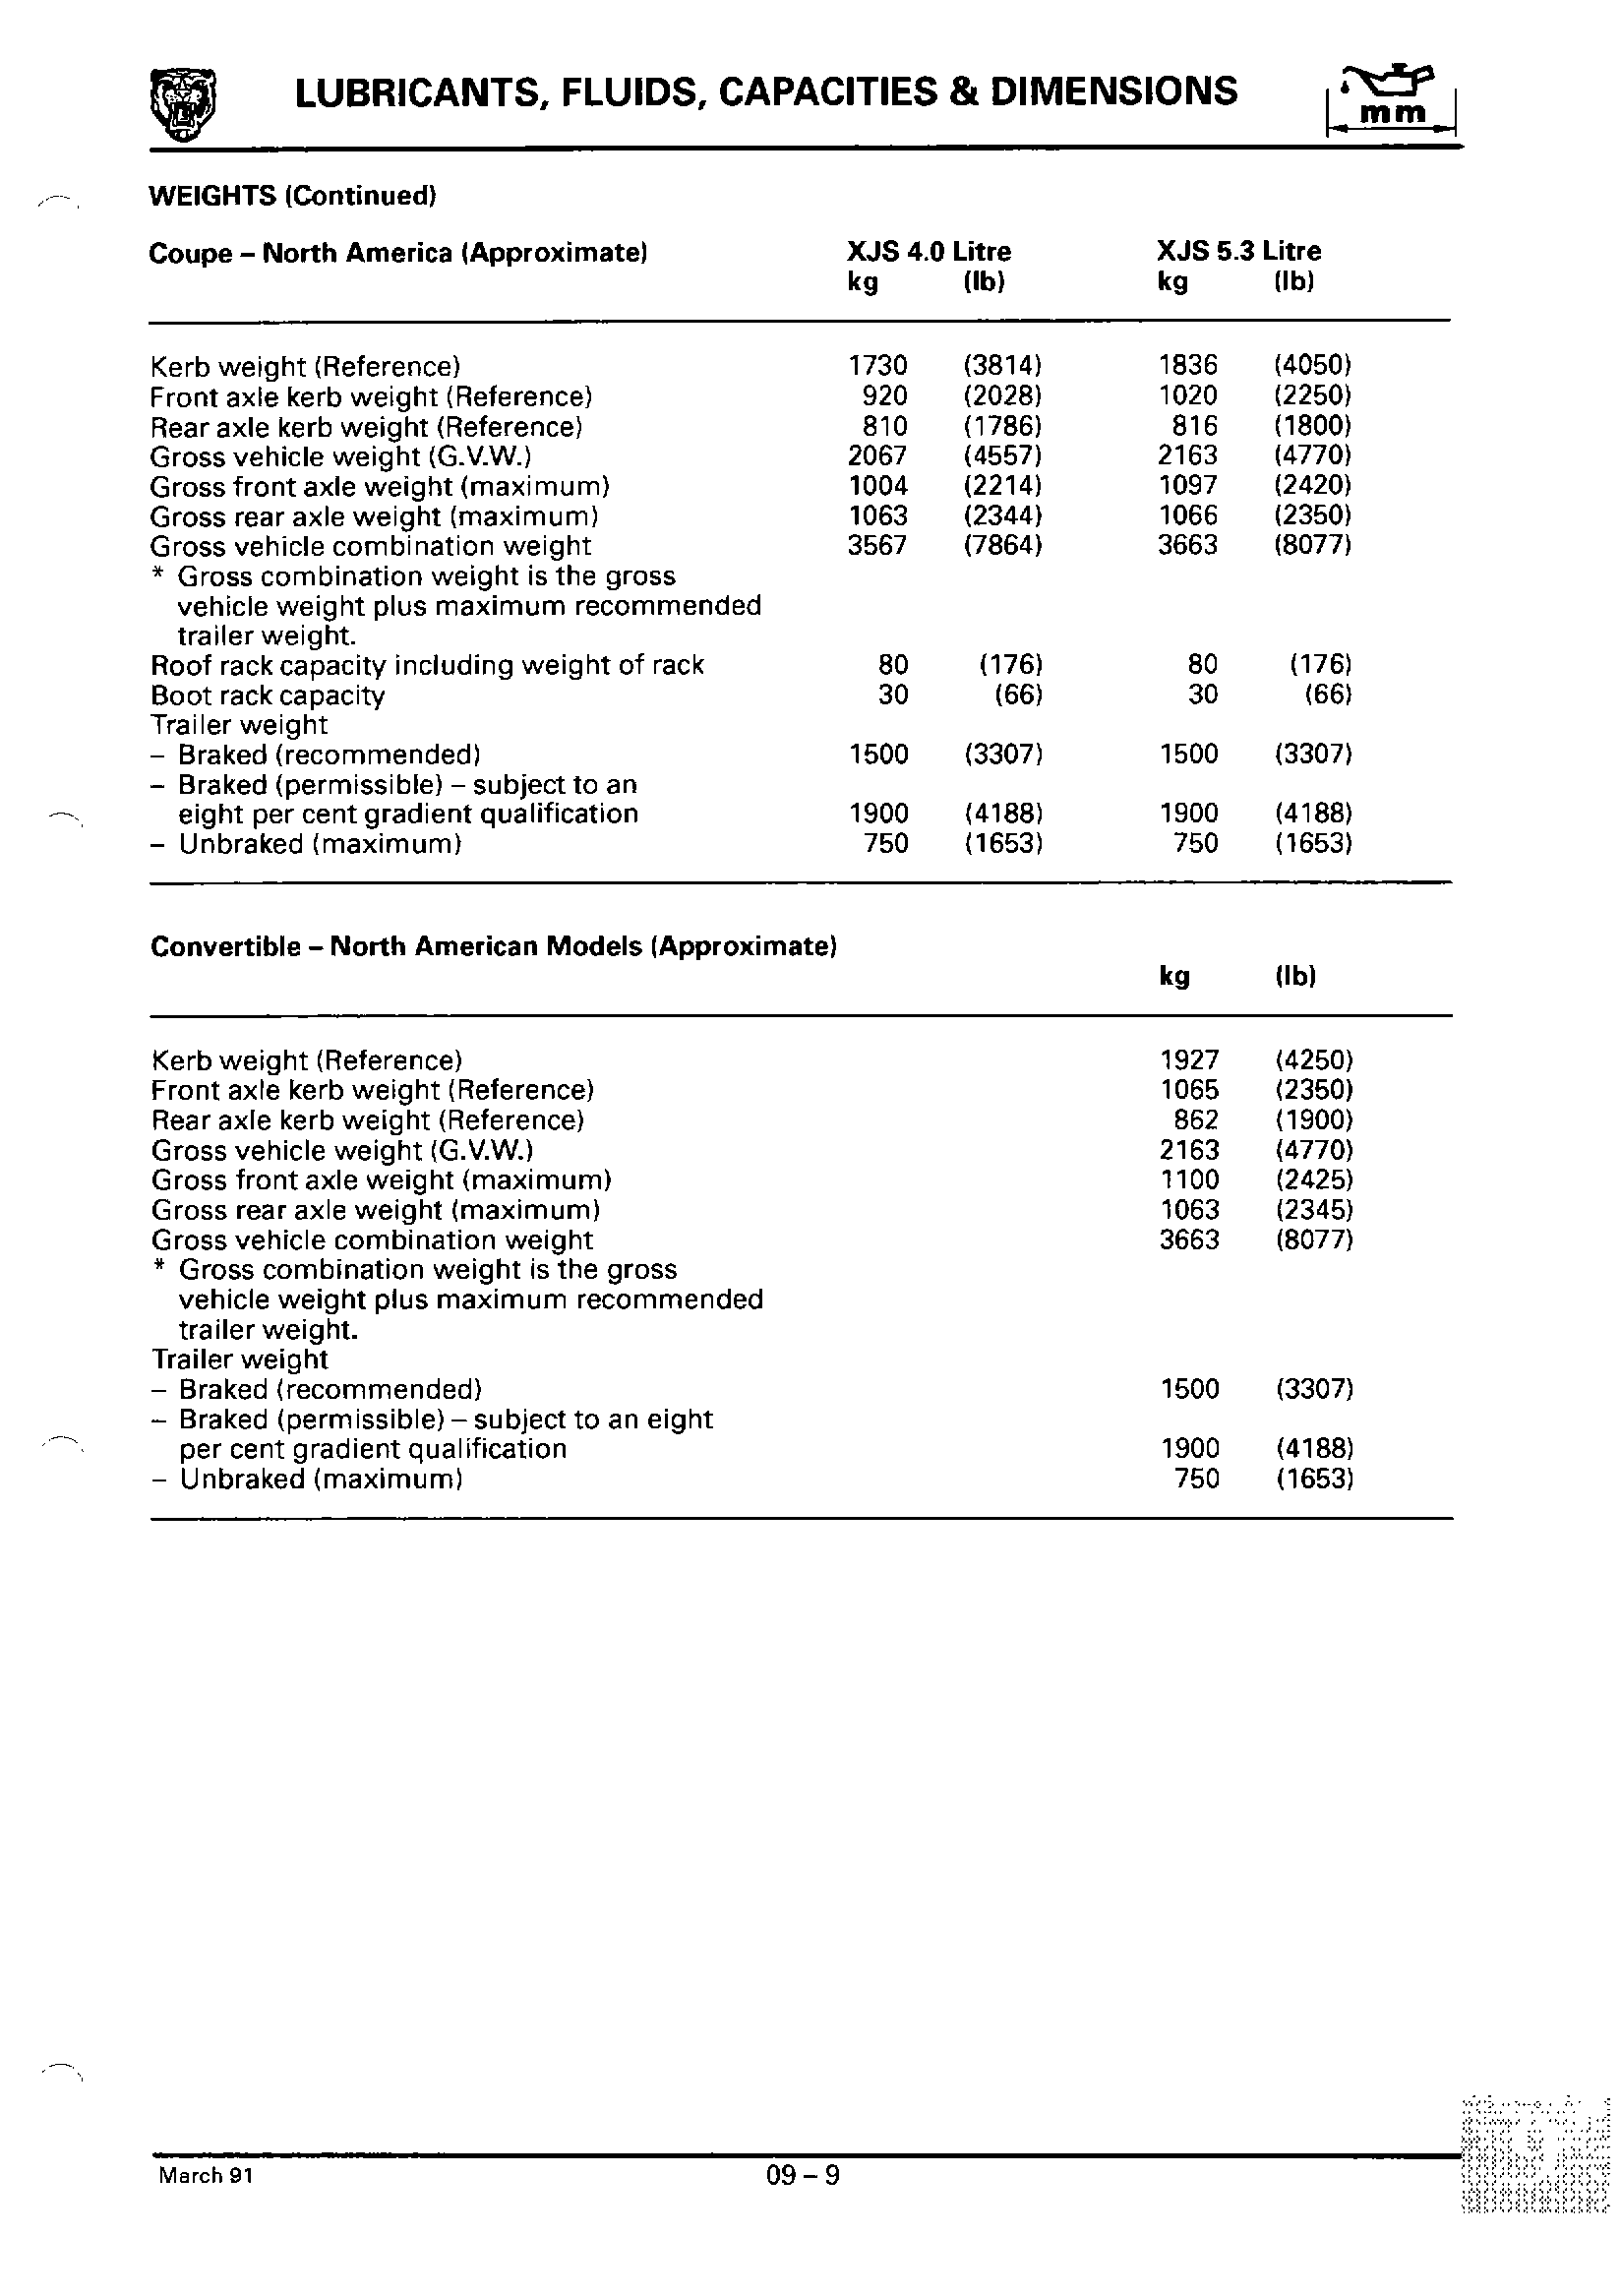 LUBRICANTS, FLUIDS, CAPACITIES & DIMENSIONS
mm
WEIGHTS (Continued)
Coupe – North America (Approximate) XJS 4.0 Litre XJS 5.3 Litre
kg (lb) kg (lb)
Kerb weight (Reference) 1730 (3814) 1836 (4050)
Front axle kerb weight (Reference) 920 (2028) 1020 (2250)
Rear axle kerb weight (Reference) 810 (1786) 816 (1800)
Gross vehicle weight (G.V.W.) 2067 (4557) 2163 (4770)
Gross front axle weight (maximum) 1004 (2214) 1097 (2420)
Gross rear axle weight (maximum) 1063 (2344) 1066 (2350)
Gross vehicle combination weight 3567 (7864) 3663 (8077)
* Gross combination weight is the gross
vehicle weight plus maximum recommended
trailer weight.
Roof rack capacity including weight of rack 80 (176) 80 (176)
Boot rack capacity 30 (66) 30 (66)
Trailer weight
– Braked (recommended) 1500 (3307) 1500 (3307)
– Braked (permissible) – subject to an
eight per cent gradient qualification 1900 (4188) 1900 (4188)
– Unbraked (maximum) 750 (1653) 750 (1653)
Convertible – North American Models (Approximate)
kg (lb)
Kerb weight (Reference) 1927 (4250)
Front axle kerb weight (Reference) 1065 (2350)
Rear axle kerb weight (Reference) 862 (1900)
Gross vehicle weight (G.V.W.) 2163 (4770)
Gross front axle weight (maximum) 1100 (2425)
Gross rear axle weight (maximum) 1063 (2345)
Gross vehicle combination weight 3663 (8077)
* Gross combination weight is the gross
vehicle weight plus maximum recommended
trailer weight.
Trailer weight
– Braked (recommended) 1500 (3307)
– Braked (permissible) – subject to an eight
per cent gradient qualification 1900 (4188)
– Unbraked (maximum) 750 (1653)
March 91 09 – 9